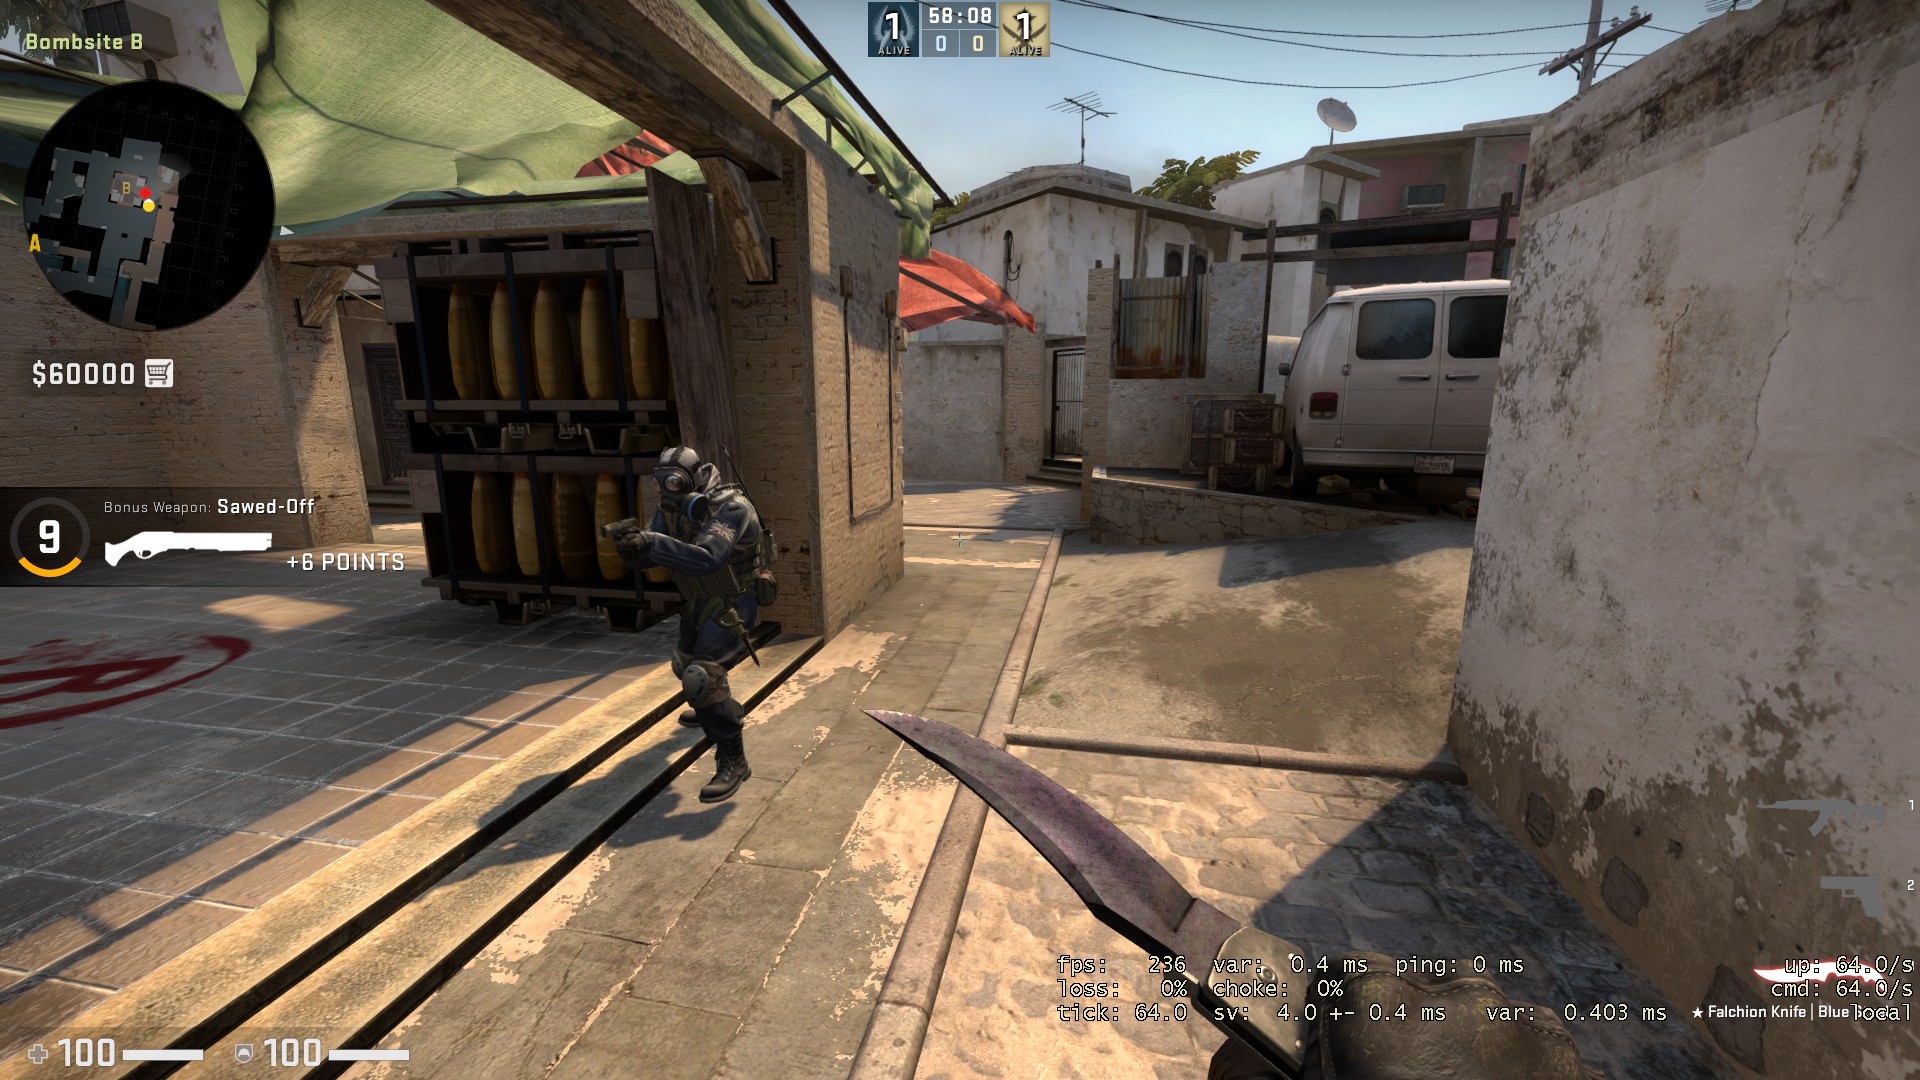 Bombsite B
1 58:08 1
ALIVE 0 0 ALIVE
B
A
$60000
Bonus Weapon: Sawed-Off
9
+6 POINTS
1
2
fps: 236 var: 0.4 ms ping: 0 ms
loss: 0% choke: 0%
tick: 64.0 sv: 4.0 +- 0.4 ms var: 0.403 ms
up: 64.0/s
cmd: 64.0/s
★ Falchion Knife | Blue local
100 100